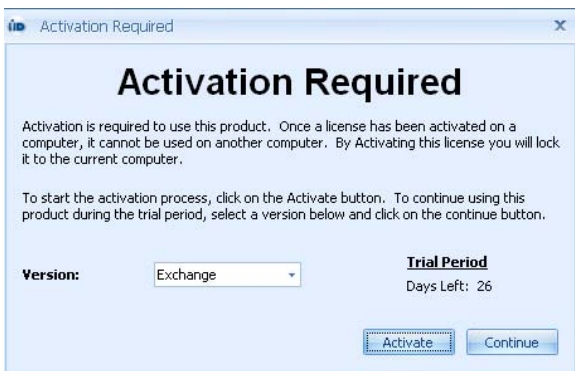 Activation Required
x
Activation Required
Activation is required to use this product.  Once a license has been activated on a
computer, it cannot be used on another computer.  By Activating this license you will lock
it to the current computer.
To start the activation process, click on the Activate button.  To continue using this
product during the trial period, select a version below and click on the continue button.
Version:
Exchange
Trial Period
Days Left:  26
Activate
Continue